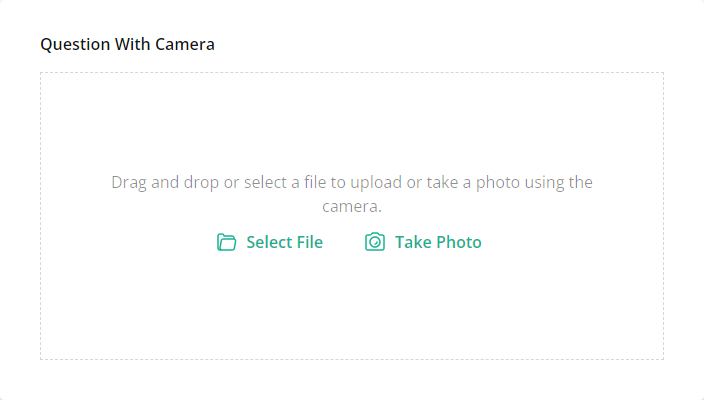 Question With Camera
Drag and drop or select a file to upload or take a photo using the
camera.
Select File
Take Photo